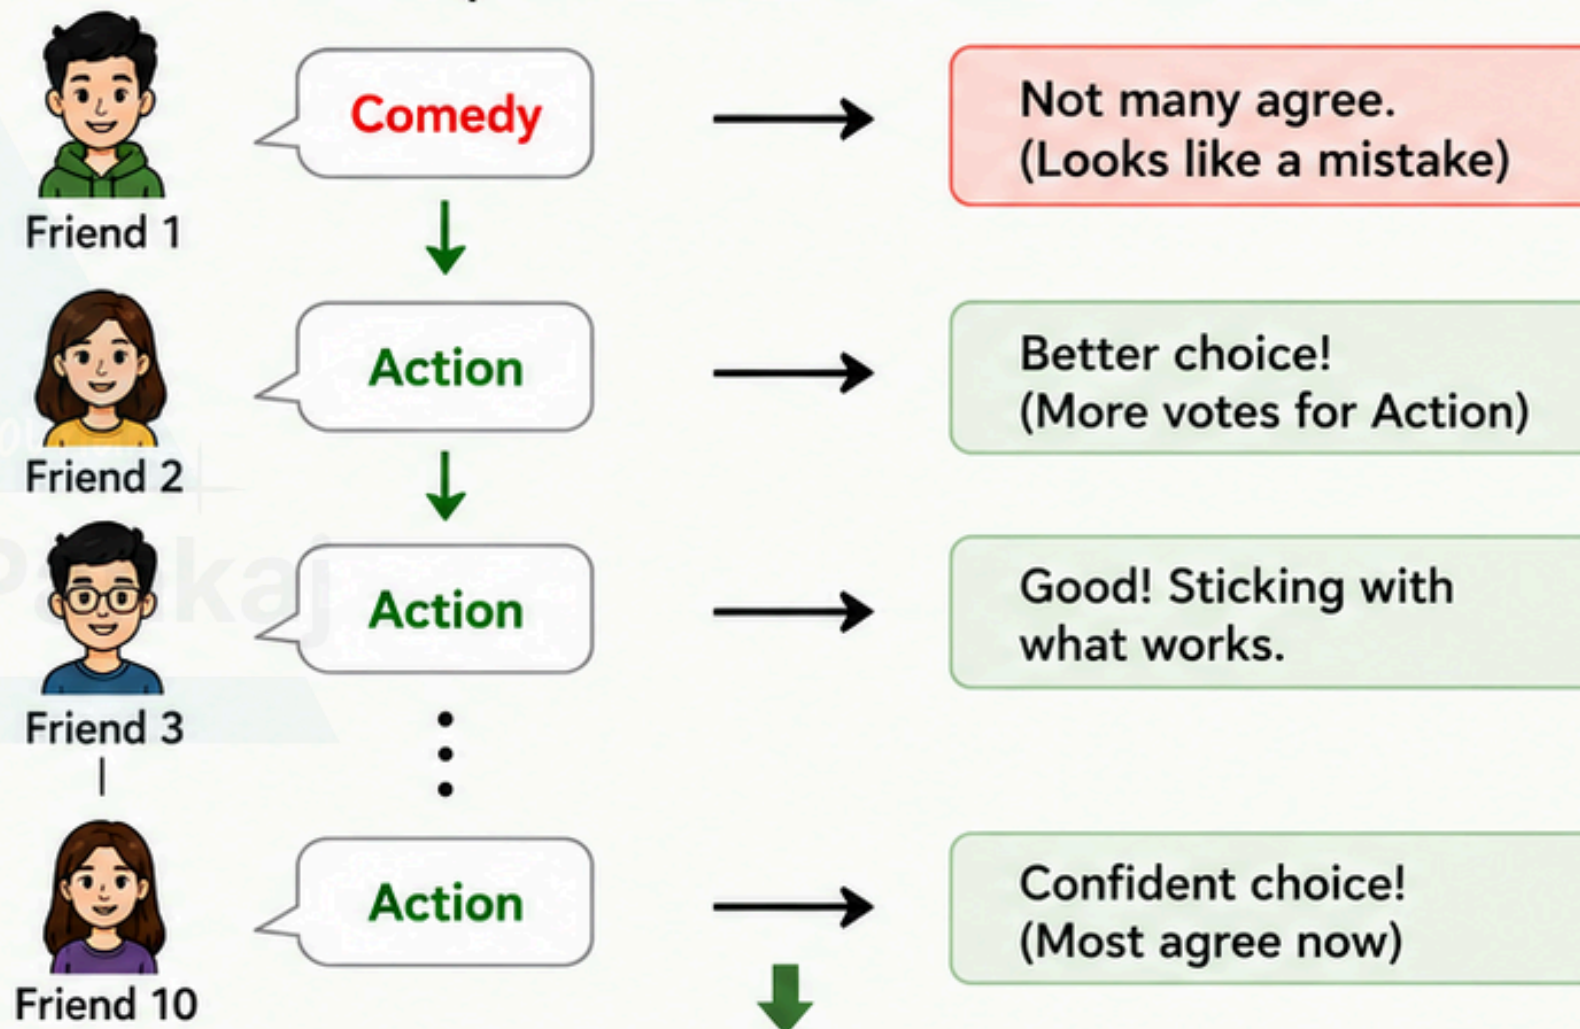 Comedy
Not many agree.
(Looks like a mistake)
Friend 1
Action
Better choice!
(More votes for Action)
Friend 2
Action
Good! Sticking with
what works.
Friend 3
Action
Confident choice!
(Most agree now)
Friend 10